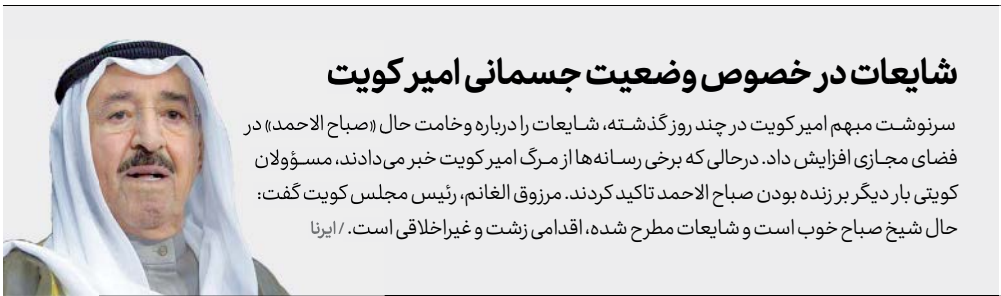 شایعات در خصوص وضعیت جسمانی امیر کویت
سرنوشت مبهم امیر کویت در چند روز گذشته، شایعات را درباره وخامت حال «صباح الاحمد» در
فضای مجازی افزایش داد. درحالی که برخی رسانه‌ها از مرگ امیر کویت خبر می‌دادند، مسؤولان
کویتی بار دیگر بر زنده بودن صباح الاحمد تاکید کردند. مرزوق الغانم، رئیس مجلس کویت گفت:
حال شیخ صباح خوب است و شایعات مطرح شده، اقدامی زشت و غیراخلاقی است. / ایرنا